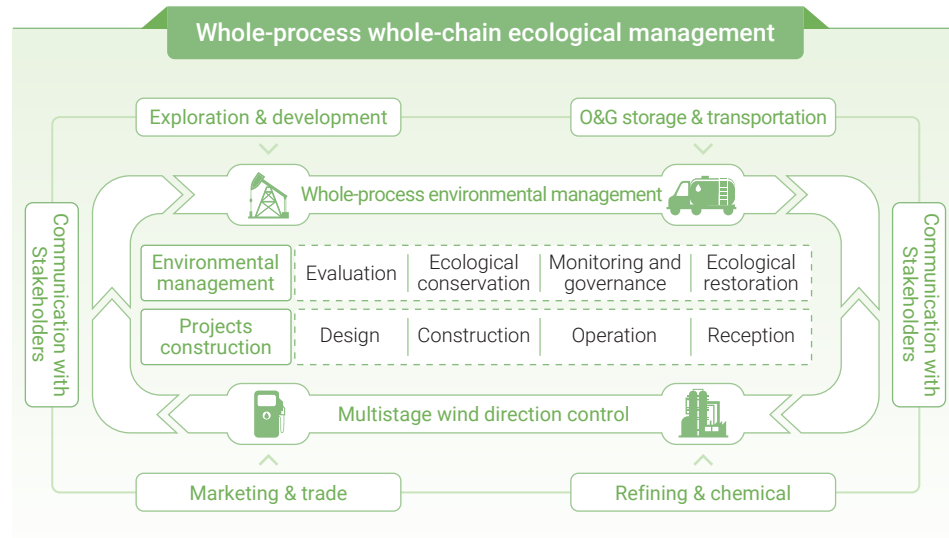 Whole-process whole-chain ecological management
Exploration & development
O&G storage & transportation
Whole-process environmental management
Communication with
Stakeholders
Environmental
management
Evaluation
Ecological
conservation
Monitoring and
governance
Ecological
restoration
Projects
construction
Design
Construction
Operation
Reception
Communication with
Stakeholders
Multistage wind direction control
Marketing & trade
Refining & chemical